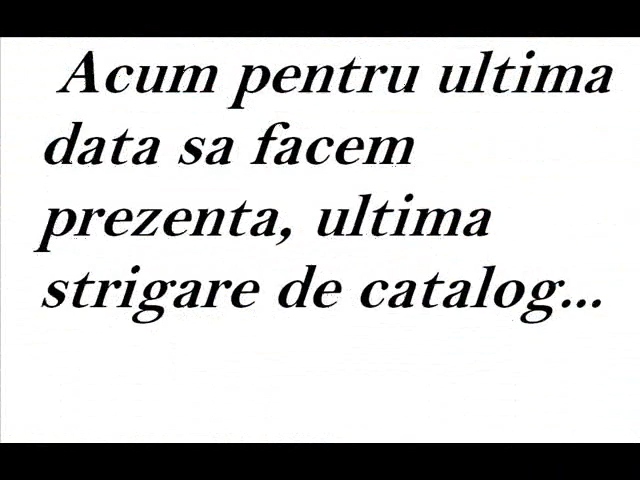 Acum pentru ultima
data sa facem
prezenta, ultima
strigare de catalog...